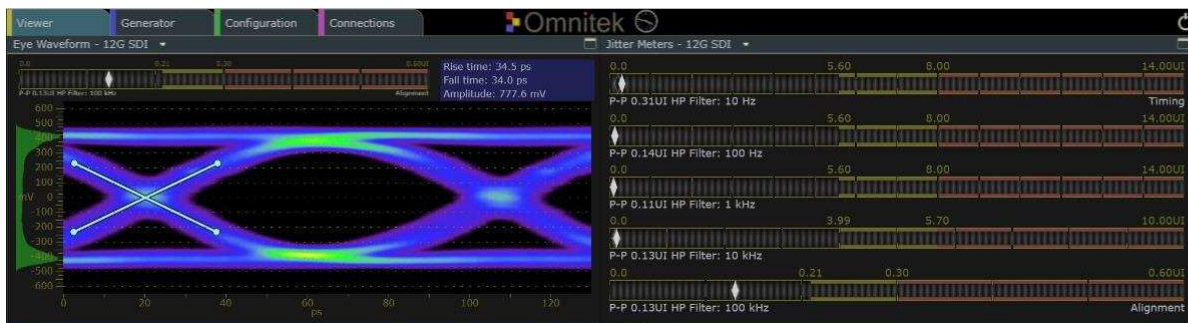 Viewer
Generator
Configuration
Connections
Omnitek
Eye Waveform - 12G SDI
0.0 0.21 0.30 0.60UI
P-P 0.13UI HP Filter: 100 kHz
Alignment
Rise time: 34.5 ps
Fall time: 34.0 ps
Amplitude: 777.6 mV
600
500
400
300
200
100
mV 0
-100
-200
-300
-400
-500
-600
0 20 40 60 80 100 120
ps
Jitter Meters - 12G SDI
0.0 5.60 8.00 14.00UI
P-P 0.31UI HP Filter: 10 Hz
Timing
0.0 5.60 8.00 14.00UI
P-P 0.14UI HP Filter: 100 Hz
0.0 5.60 8.00 14.00UI
P-P 0.11UI HP Filter: 1 kHz
0.0 3.99 5.70 10.00UI
P-P 0.13UI HP Filter: 10 kHz
0.0 0.21 0.30 0.60UI
P-P 0.13UI HP Filter: 100 kHz
Alignment